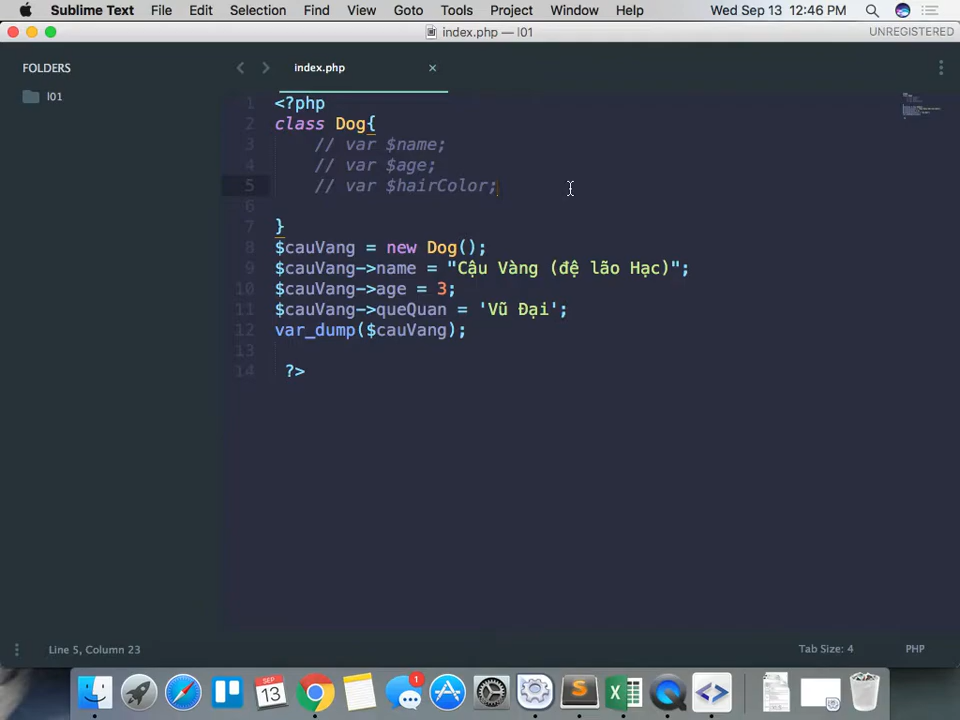 Sublime Text File Edit Selection Find View Goto Tools Project Window Help Wed Sep 13 12:46 PM
index.php — l01 UNREGISTERED
FOLDERS
l01
index.php ×
1 <?php
2 class Dog{
3 // var $name;
4 // var $age;
5 // var $hairColor;
6
7 }
8 $cauVang = new Dog();
9 $cauVang->name = "Cậu Vàng (đệ lão Hạc)";
10 $cauVang->age = 3;
11 $cauVang->queQuan = 'Vũ Đại';
12 var_dump($cauVang);
13
14 ?>
Line 5, Column 23 Tab Size: 4 PHP
SEP
13
1